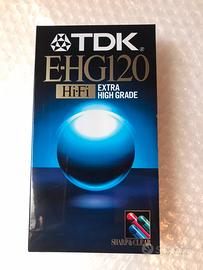 TDK
E-HG120
Hi-Fi EXTRA
HIGH GRADE
SHARP & CLEAR